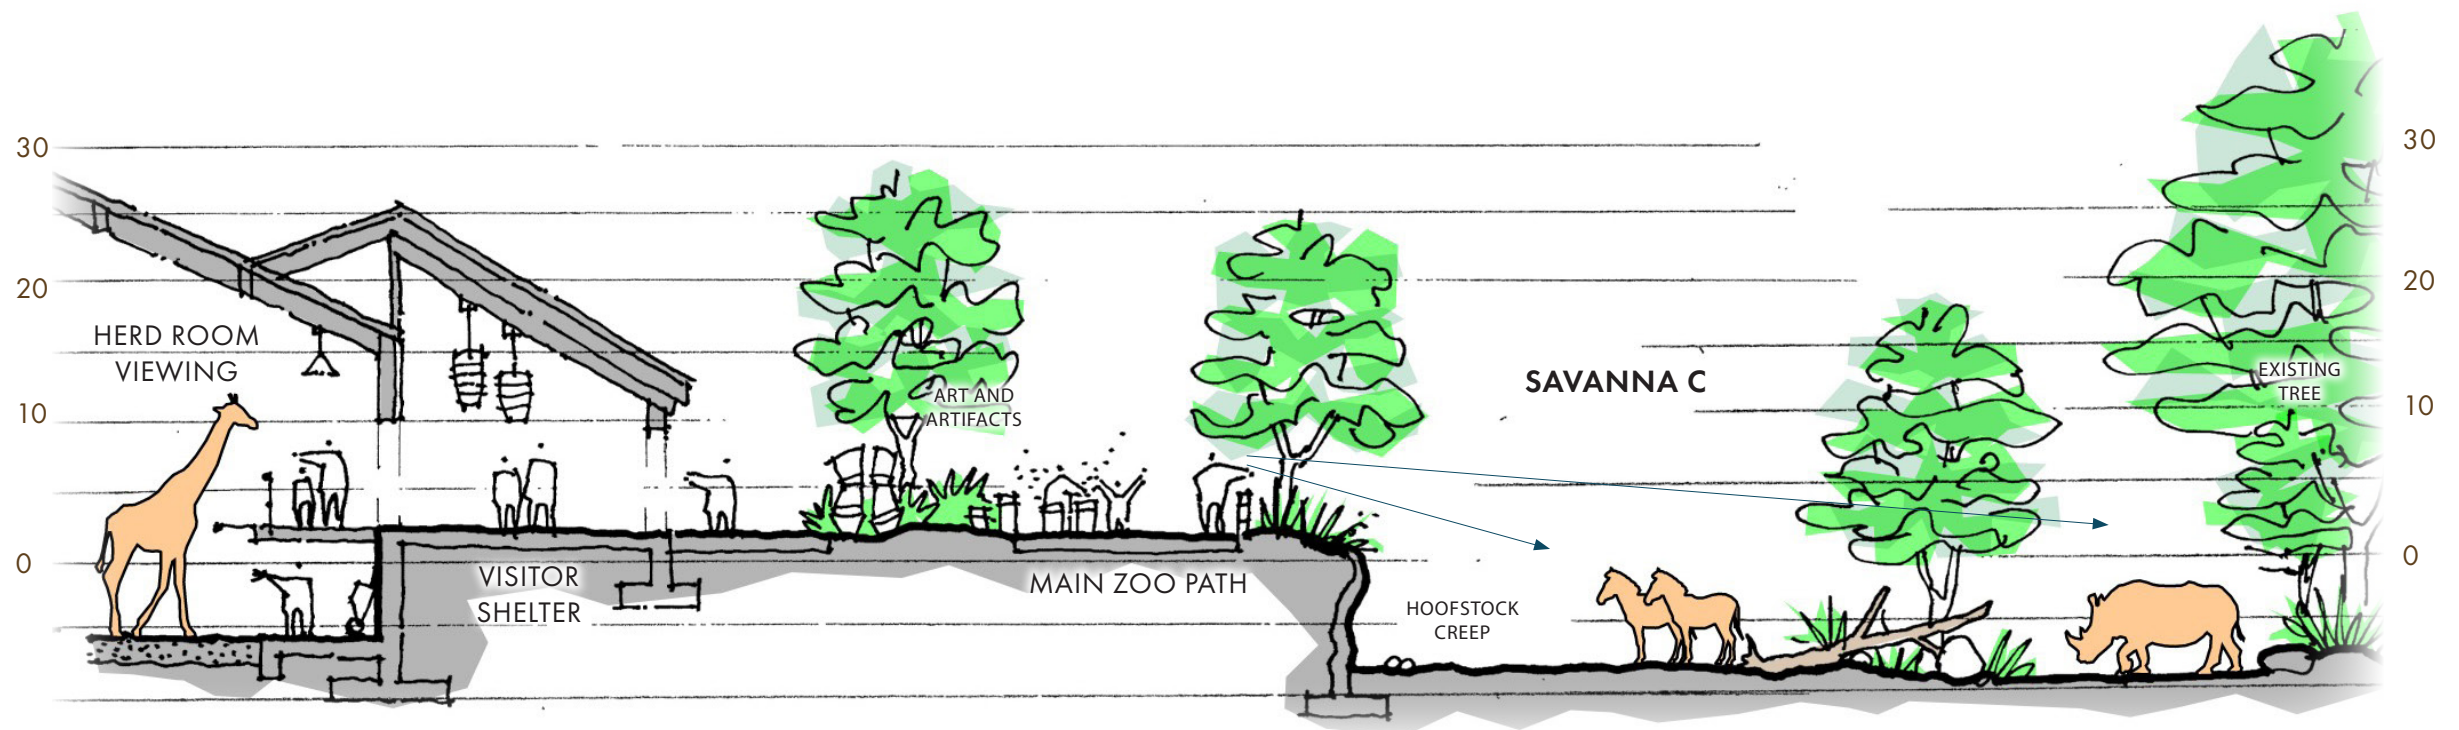 30
20
10
0
HERD ROOM
VIEWING
VISITOR
SHELTER
ART AND
ARTIFACTS
MAIN ZOO PATH
HOOFSTOCK
CREEP
SAVANNA C
EXISTING
TREE
30
20
10
0